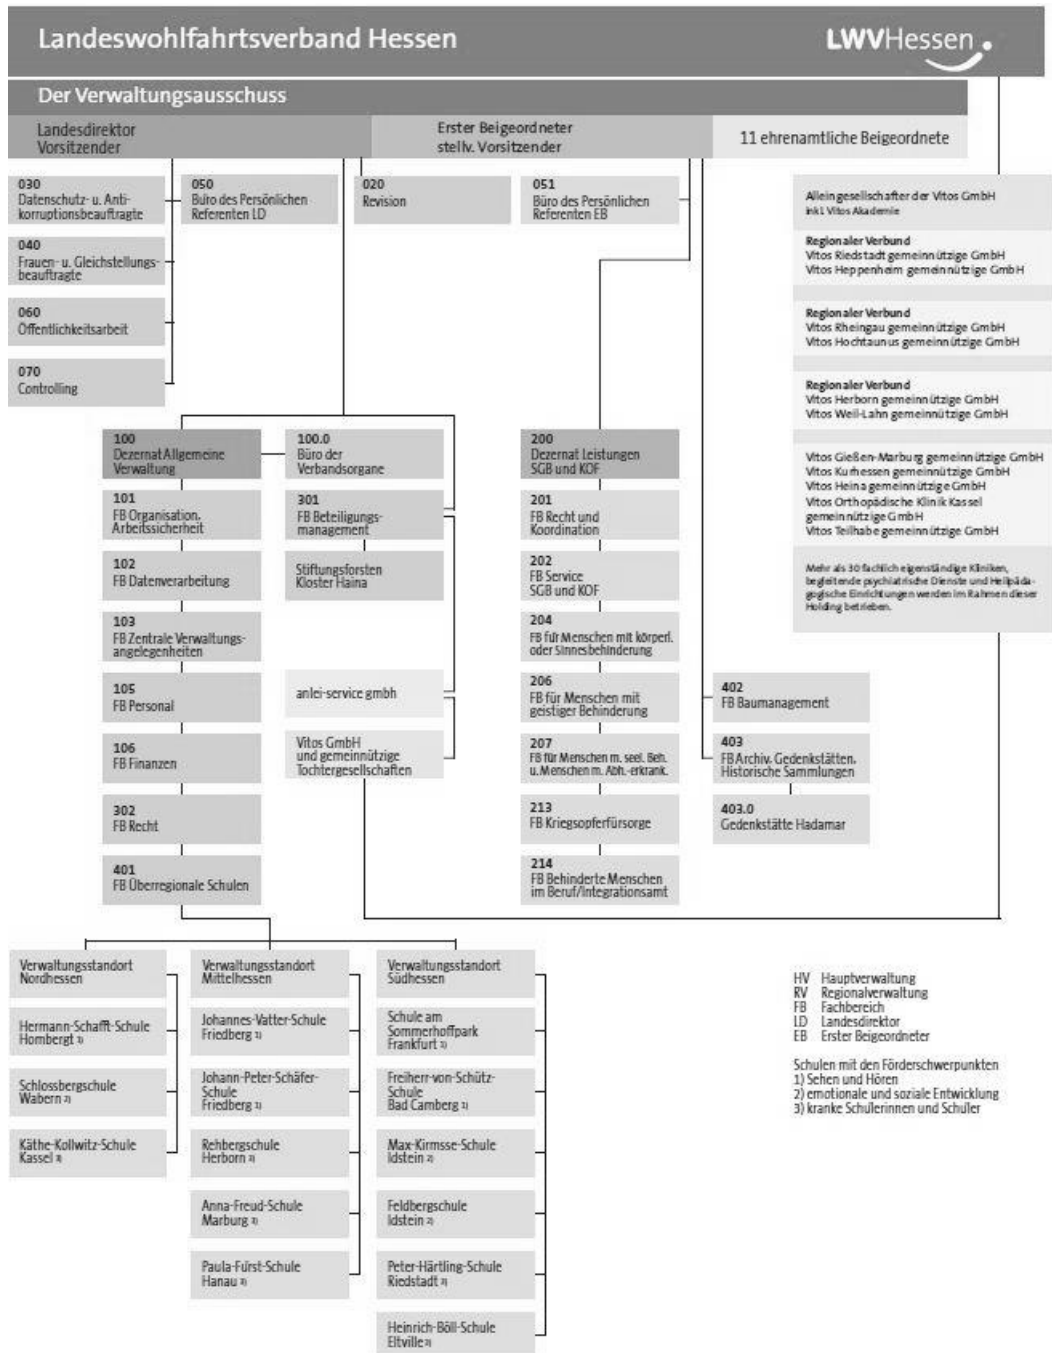 Landeswohlfahrtsverband Hessen
LWVHessen
Der Verwaltungsausschuss
Landesdirektor
Vorsitzender
Erster Beigeordneter
stellv. Vorsitzender
11 ehrenamtliche Beigeordnete
030
Datenschutz- u. Anti-
korruptionsbeauftragte
050
Büro des Persönlichen
Referenten LD
020
Revision
051
Büro des Persönlichen
Referenten EB
040
Frauen- u. Gleichstellungs-
beauftragte
060
Öffentlichkeitsarbeit
070
Controlling
Alleingesellschafter der Vitos GmbH
inkl. Vitos Akademie
Regionaler Verbund
Vitos Riedstadt gemeinnützige GmbH
Vitos Heppenheim gemeinnützige GmbH
Regionaler Verbund
Vitos Rheingau gemeinnützige GmbH
Vitos Hochtaunus gemeinnützige GmbH
Regionaler Verbund
Vitos Herborn gemeinnützige GmbH
Vitos Weil-Lahn gemeinnützige GmbH
Vitos Gießen-Marburg gemeinnützige GmbH
Vitos Kurhessen gemeinnützige GmbH
Vitos Heina gemeinnützige GmbH
Vitos Orthopädische Klinik Kassel
gemeinnützige GmbH
Vitos Teilhabe gemeinnützige GmbH
Mehr als 30 fachlich eigenständige Kliniken,
begleitende psychiatrische Dienste und Heilpäda-
gogische Einrichtungen werden im Rahmen dieser
Holding betrieben.
100
Dezernat Allgemeine
Verwaltung
101
FB Organisation,
Arbeitssicherheit
102
FB Datenverarbeitung
103
FB Zentrale Verwaltungs-
angelegenheiten
105
FB Personal
106
FB Finanzen
302
FB Recht
401
FB Überregionale Schulen
100.0
Büro der
Verbandsorgane
301
FB Beteiligungs-
management
Stiftungsforsten
Kloster Haina
anlei-service gmbh
Vitos GmbH
und gemeinnützige
Tochtergesellschaften
200
Dezernat Leistungen
SGB und KOF
201
FB Recht und
Koordination
202
FB Service
SGB und KOF
204
FB für Menschen mit körperl.
oder Sinnesbehinderung
206
FB für Menschen mit
geistiger Behinderung
207
FB für Menschen m. seel. Beh.
u. Menschen m. Abh.-erkrank.
213
FB Kriegsopferfürsorge
214
FB Behinderte Menschen
im Beruf/Integrationsamt
402
FB Baumanagement
403
FB Archiv, Gedenkstätten,
Historische Sammlungen
403.0
Gedenkstätte Hadamar
Verwaltungsstandort
Nordhessen
Hermann-Schafft-Schule
Hombergt 1)
Schlossbergschule
Wabern 2)
Käthe-Kollwitz-Schule
Kassel 3)
Verwaltungsstandort
Mittelhessen
Johannes-Vatter-Schule
Friedberg 1)
Johann-Peter-Schäfer-
Schule
Friedberg 1)
Rehbergschule
Herborn
Anna-Freud-Schule
Marburg
Paula-Fürst-Schule
Hanau
Verwaltungsstandort
Südhessen
Schule am
Sommerhoffpark
Frankfurt 1)
Freiherr-von-Schütz-
Schule
Bad Camberg 1)
Max-Kirmsse-Schule
Idstein 2)
Feldbergschule
Idstein 2)
Peter-Härtling-Schule
Riedstadt
Heinrich-Böll-Schule
Eltville
HV Hauptverwaltung
RV Regionalverwaltung
FB Fachbereich
LD Landesdirektor
EB Erster Beigeordneter
Schulen mit den Förderschwerpunkten
1) Sehen und Hören
2) emotionale und soziale Entwicklung
3) kranke Schülerinnen und Schüler